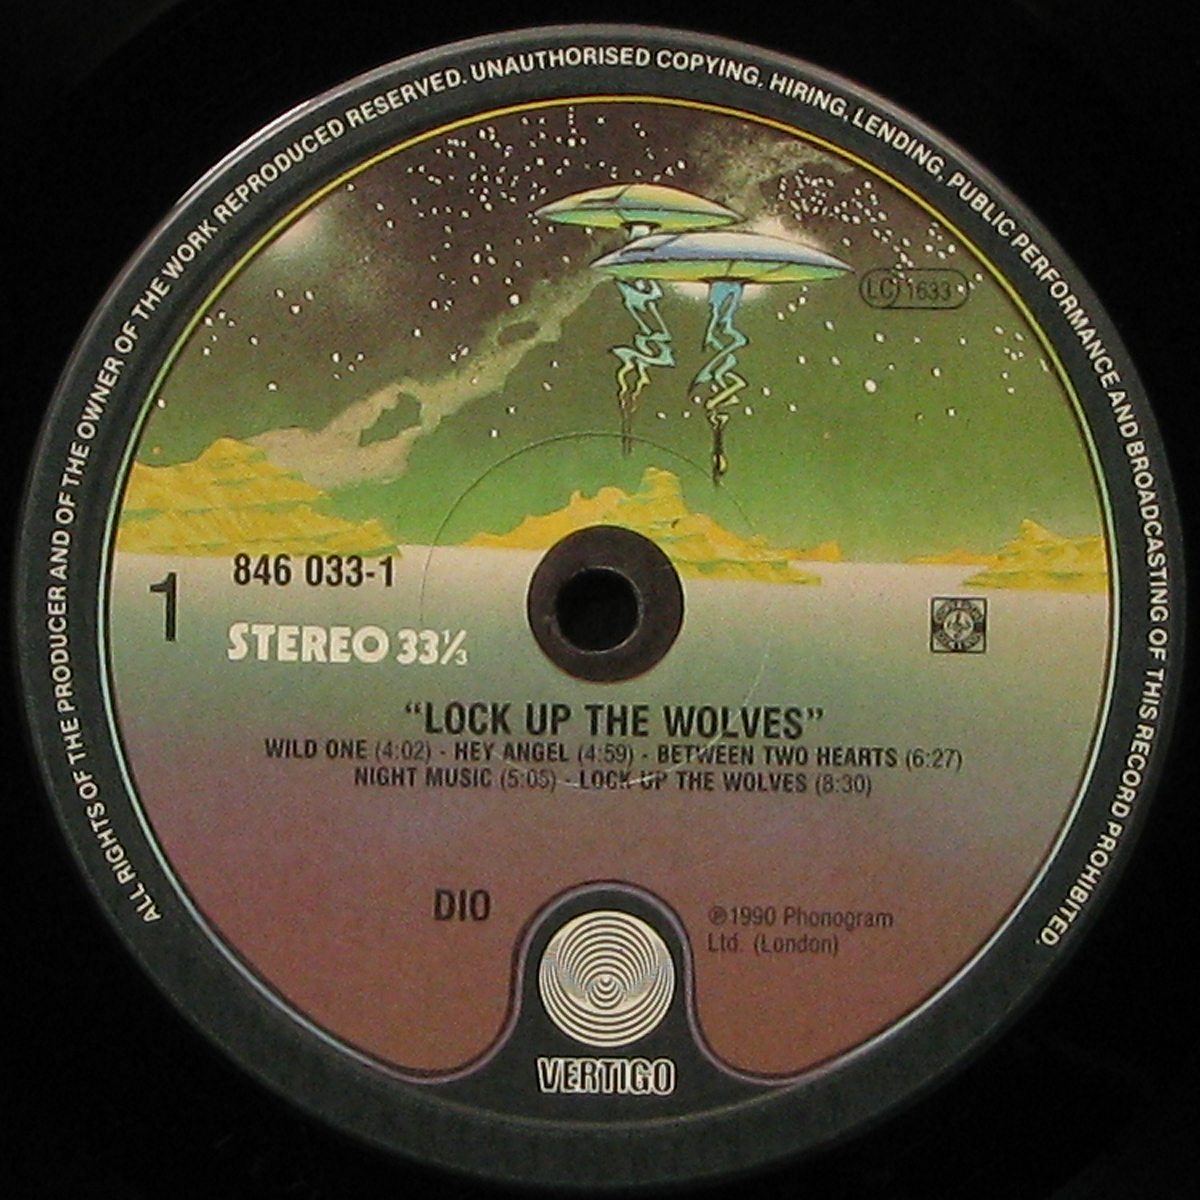 ALL RIGHTS OF THE PRODUCER AND OF THE OWNER OF THE WORK REPRODUCED RESERVED. UNAUTHORISED COPYING, HIRING, LENDING, PUBLIC PERFORMANCE AND BROADCASTING OF THIS RECORD PROHIBITED.
LC 1633
846 033-1
1
STEREO 33⅓
"LOCK UP THE WOLVES"
WILD ONE (4:02) - HEY ANGEL (4:59) - BETWEEN TWO HEARTS (6:27)
NIGHT MUSIC (5:05) - LOCK UP THE WOLVES (8:30)
DIO
℗1990 Phonogram
Ltd. (London)
VERTIGO